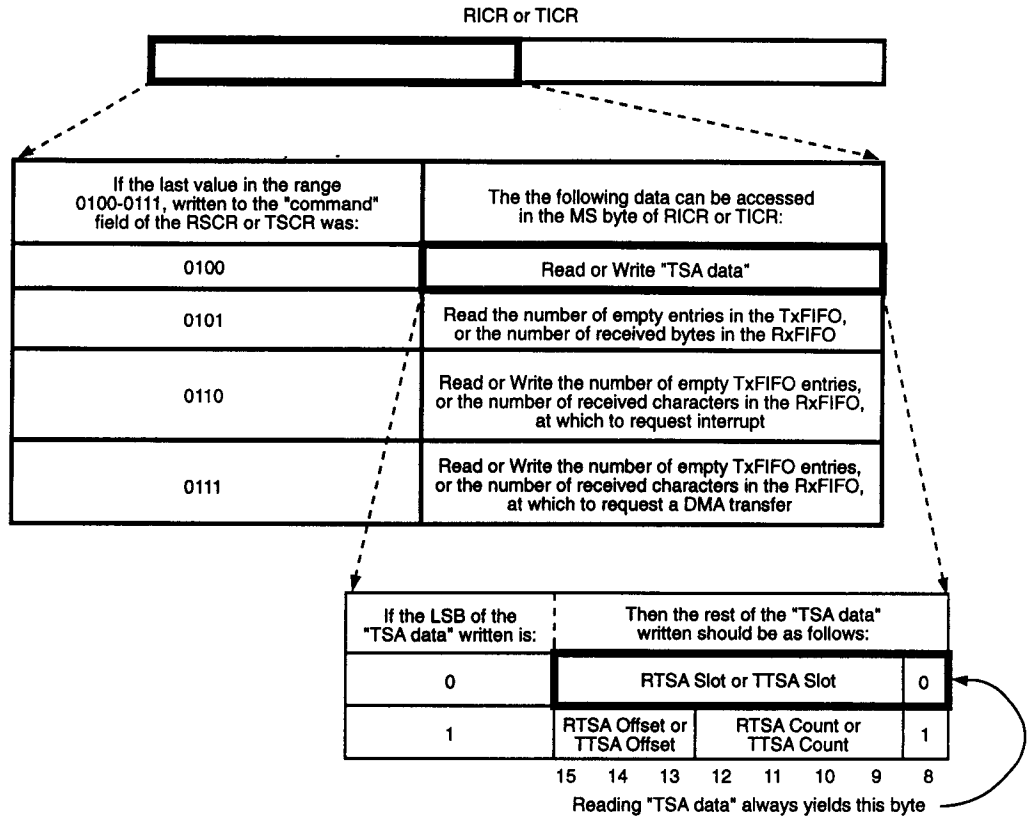 RICR or TICR
If the last value in the range
0100-0111, written to the "command"
field of the RSCR or TSCR was:
The the following data can be accessed
in the MS byte of RICR or TICR:
0100
Read or Write "TSA data"
0101
Read the number of empty entries in the TxFIFO,
or the number of received bytes in the RxFIFO
0110
Read or Write the number of empty TxFIFO entries,
or the number of received characters in the RxFIFO,
at which to request interrupt
0111
Read or Write the number of empty TxFIFO entries,
or the number of received characters in the RxFIFO,
at which to request a DMA transfer
If the LSB of the
"TSA data" written is:
Then the rest of the "TSA data"
written should be as follows:
0
RTSA Slot or TTSA Slot
0
1
RTSA Offset or
TTSA Offset
RTSA Count or
TTSA Count
1
15 14 13 12 11 10 9 8
Reading "TSA data" always yields this byte